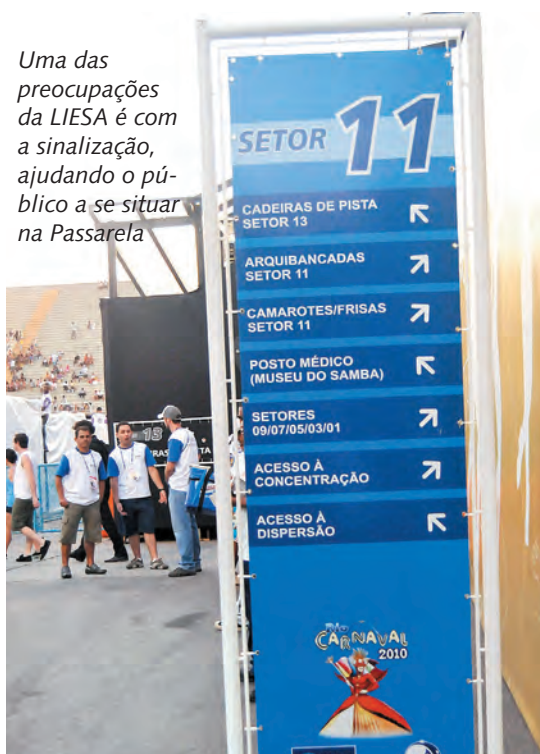 Uma das
preocupações
da LIESA é com
a sinalização,
ajudando o pú-
blico a se situar
na Passarela
SETOR 11
CADEIRAS DE PISTA
SETOR 13
ARQUIBANCADAS
SETOR 11
CAMAROTES/FRISAS
SETOR 11
POSTO MÉDICO
(MUSEU DO SAMBA)
SETORES
09/07/05/03/01
ACESSO À
CONCENTRAÇÃO
ACESSO À
DISPERSÃO
RIO
CARNAVAL
2010
13